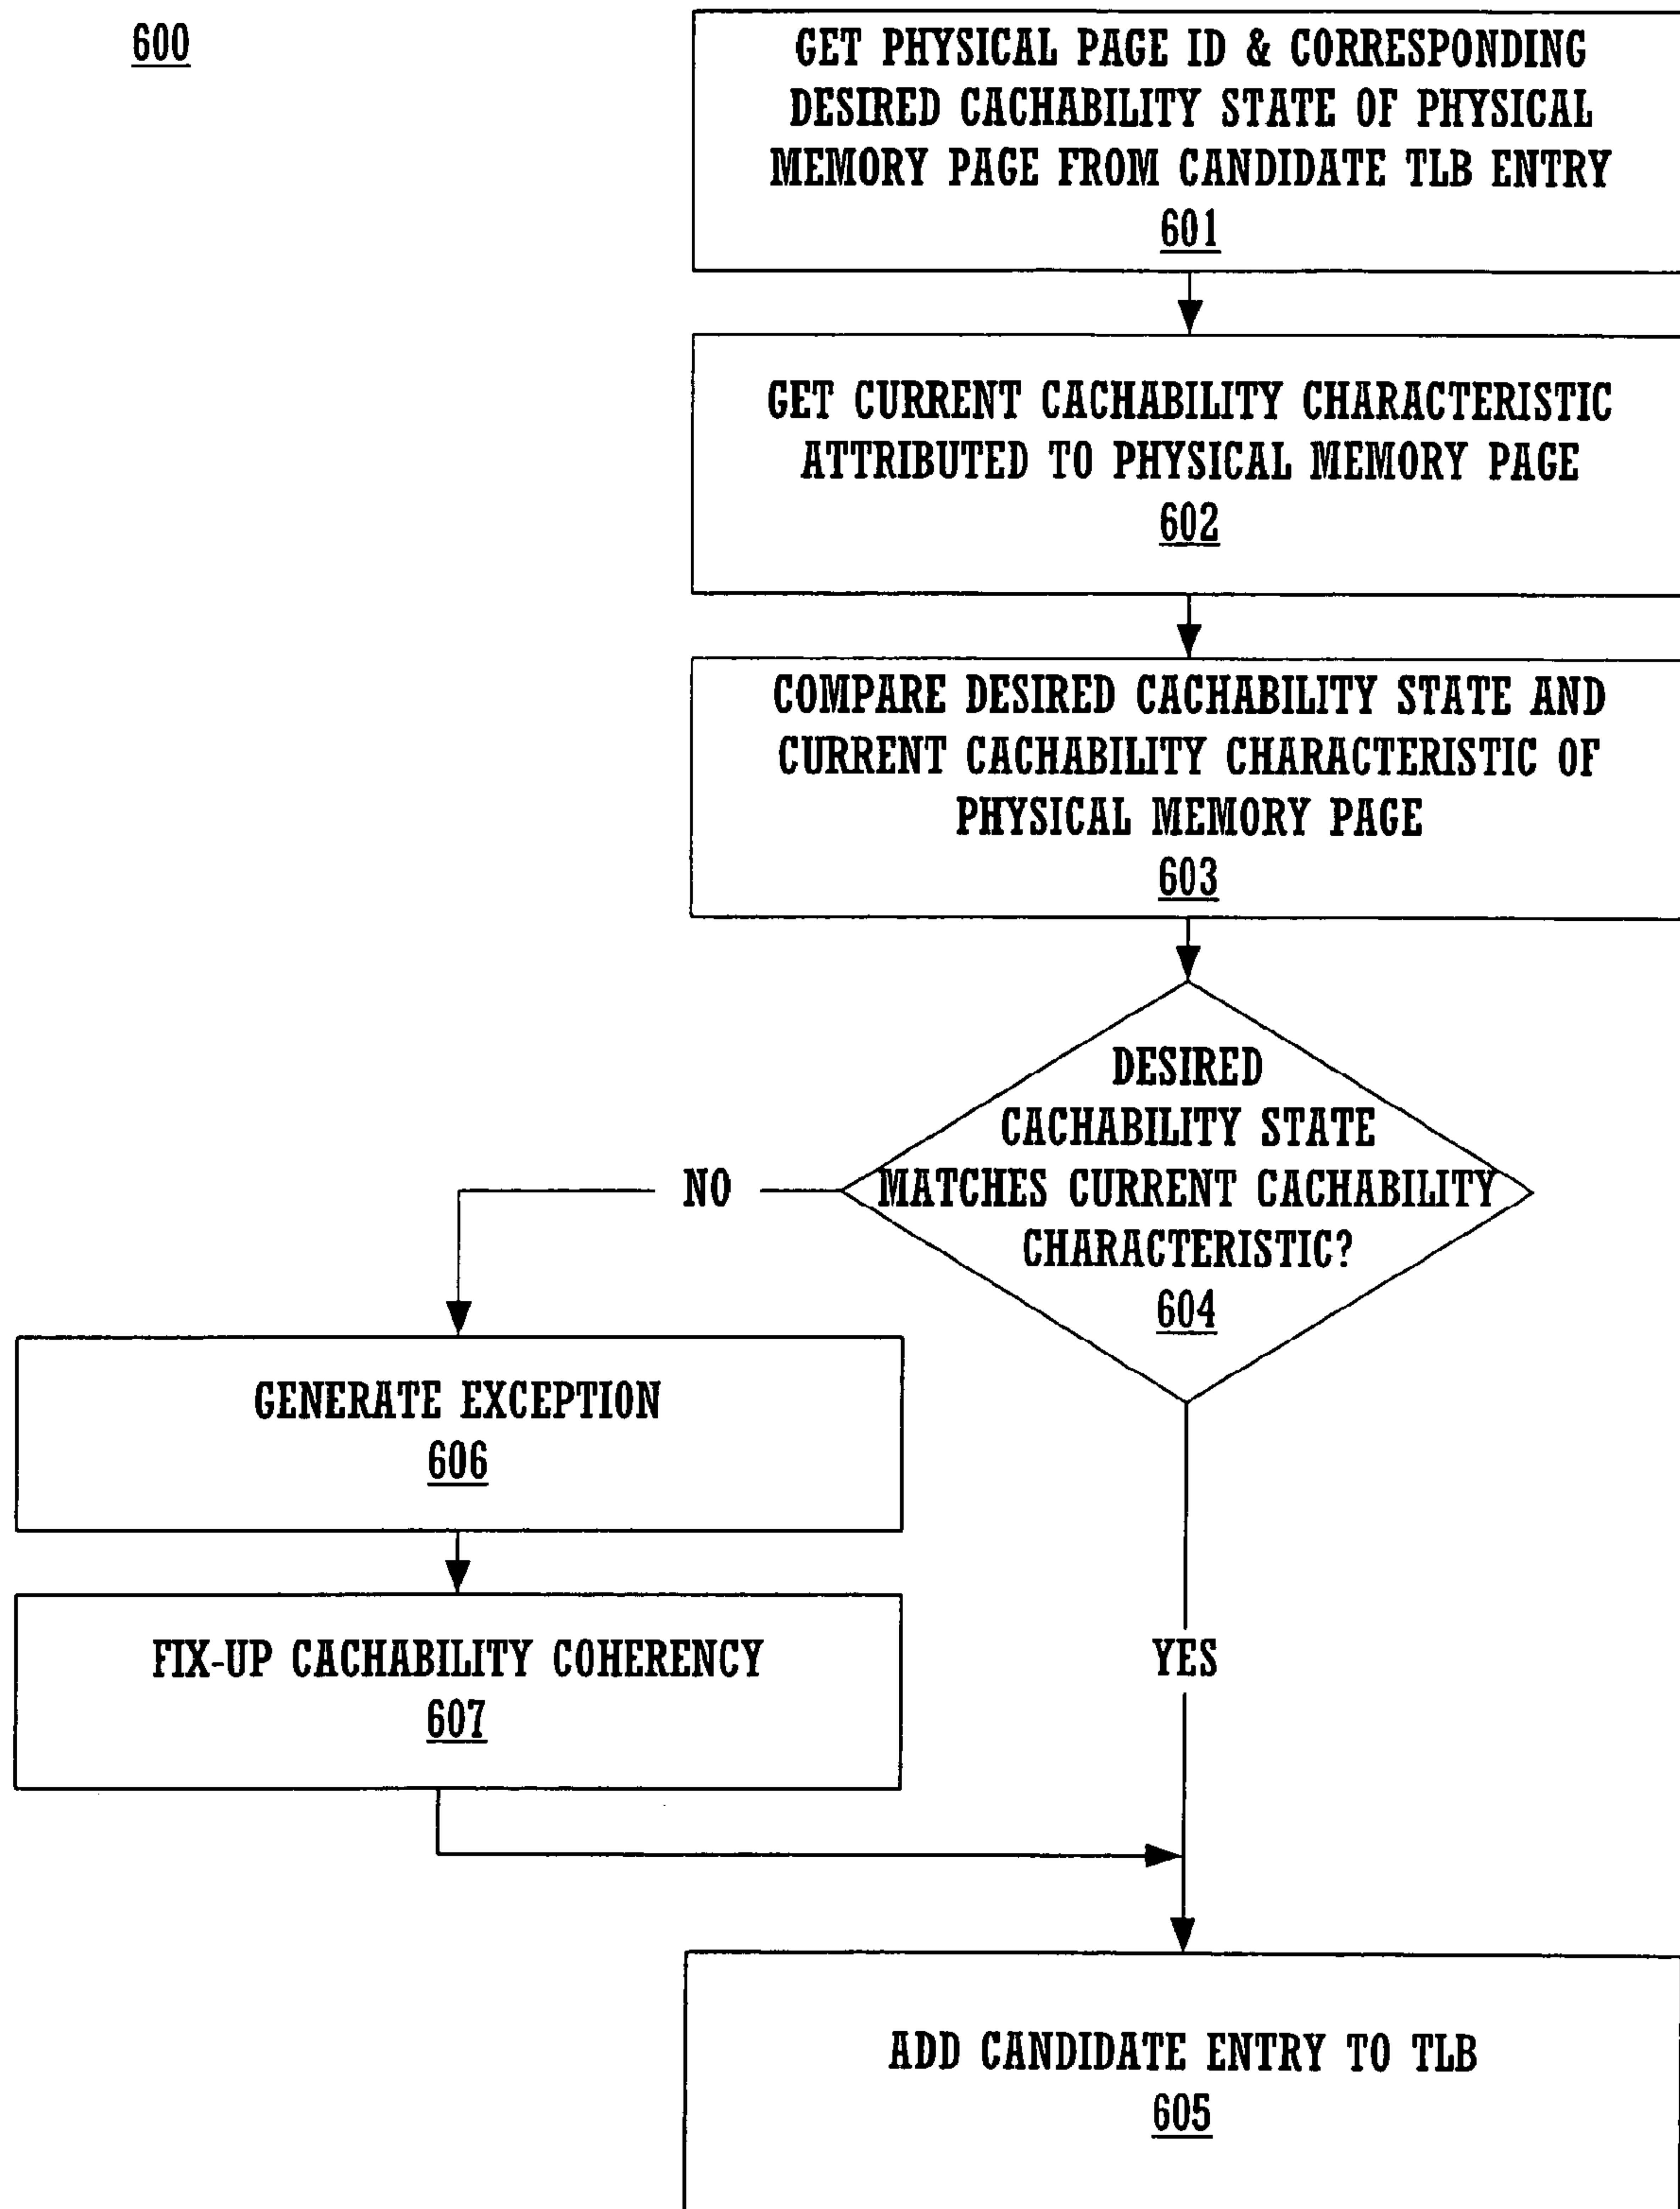 600
GET PHYSICAL PAGE ID & CORRESPONDING
DESIRED CACHABILITY STATE OF PHYSICAL
MEMORY PAGE FROM CANDIDATE TLB ENTRY
601
GET CURRENT CACHABILITY CHARACTERISTIC
ATTRIBUTED TO PHYSICAL MEMORY PAGE
602
COMPARE DESIRED CACHABILITY STATE AND
CURRENT CACHABILITY CHARACTERISTIC OF
PHYSICAL MEMORY PAGE
603
DESIRED
CACHABILITY STATE
MATCHES CURRENT CACHABILITY
CHARACTERISTIC?
604
NO
GENERATE EXCEPTION
606
FIX-UP CACHABILITY COHERENCY
607
YES
ADD CANDIDATE ENTRY TO TLB
605